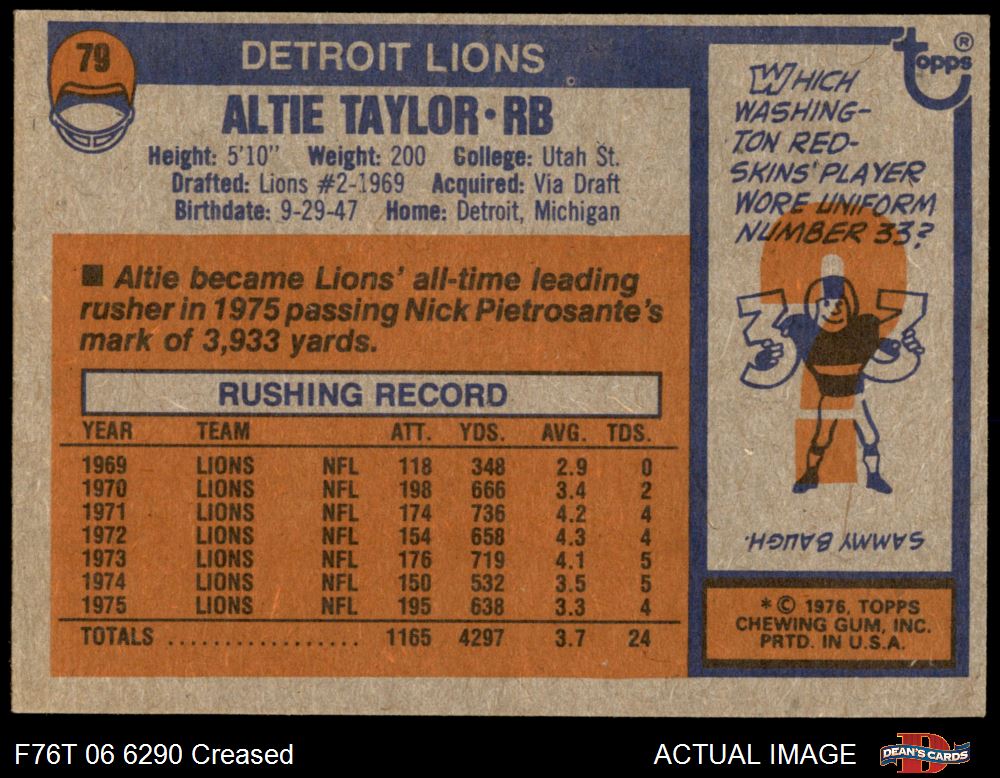 79
DETROIT LIONS
ALTIE TAYLOR • RB
Height: 5'10" Weight: 200 College: Utah St.
Drafted: Lions #2-1969 Acquired: Via Draft
Birthdate: 9-29-47 Home: Detroit, Michigan
■ Altie became Lions' all-time leading
rusher in 1975 passing Nick Pietrosante's
mark of 3,933 yards.
RUSHING RECORD
YEAR TEAM ATT. YDS. AVG. TDS.
1969 LIONS NFL 118 348 2.9 0
1970 LIONS NFL 198 666 3.4 2
1971 LIONS NFL 174 736 4.2 4
1972 LIONS NFL 154 658 4.3 4
1973 LIONS NFL 176 719 4.1 5
1974 LIONS NFL 150 532 3.5 5
1975 LIONS NFL 195 638 3.3 4
TOTALS ................. 1165 4297 3.7 24
topps ®
WHICH
WASHING-
TON RED-
SKINS' PLAYER
WORE UNIFORM
NUMBER 33?
33
SAMMY BAUGH.
* © 1976, TOPPS
CHEWING GUM, INC.
PRTD. IN U.S.A.
F76T 06 6290 Creased
ACTUAL IMAGE
DEAN'S CARDS